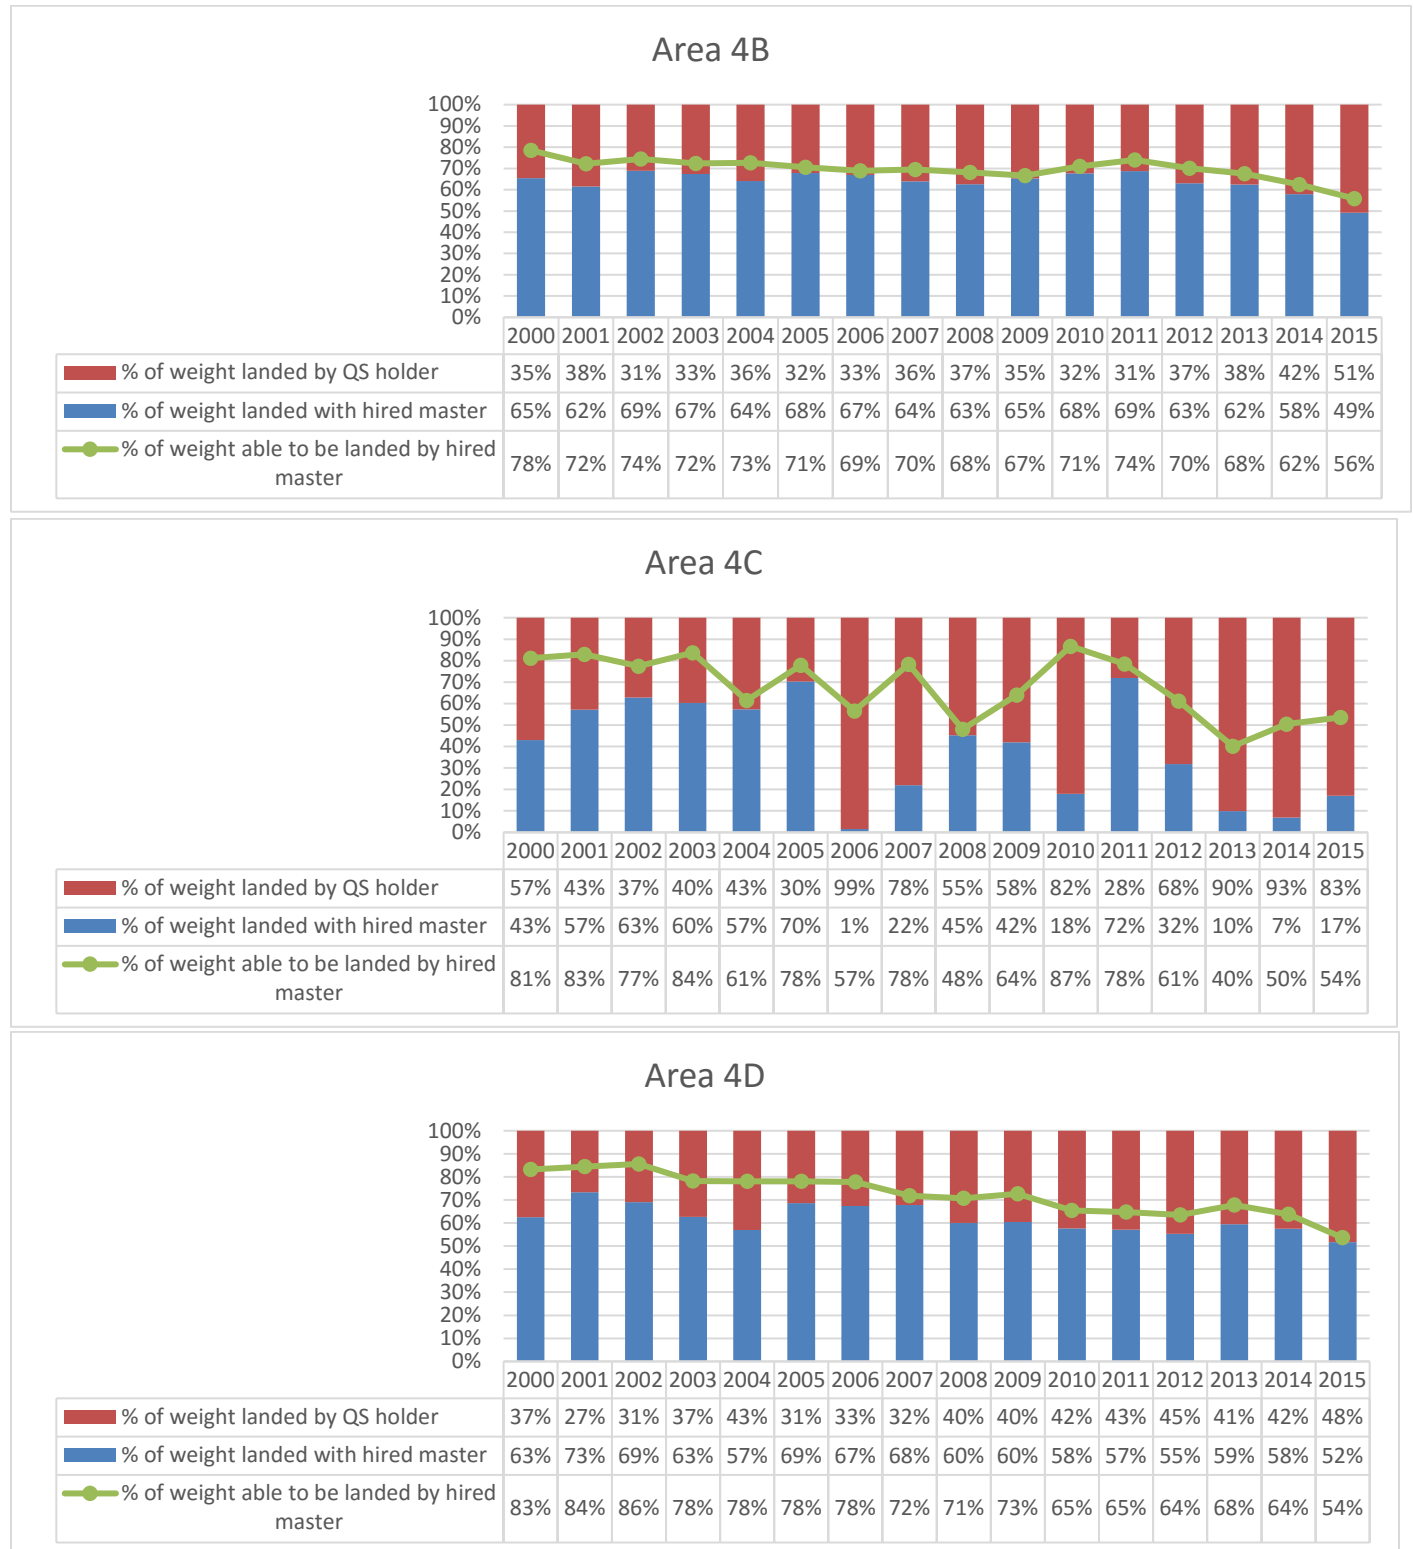 Area 4B
100%
90%
80%
70%
60%
50%
40%
30%
20%
10%
0%
2000 2001 2002 2003 2004 2005 2006 2007 2008 2009 2010 2011 2012 2013 2014 2015
% of weight landed by QS holder 35% 38% 31% 33% 36% 32% 33% 36% 37% 35% 32% 31% 37% 38% 42% 51%
% of weight landed with hired master 65% 62% 69% 67% 64% 68% 67% 64% 63% 65% 68% 69% 63% 62% 58% 49%
% of weight able to be landed by hired
master 78% 72% 74% 72% 73% 71% 69% 70% 68% 67% 71% 74% 70% 68% 62% 56%
Area 4C
100%
90%
80%
70%
60%
50%
40%
30%
20%
10%
0%
2000 2001 2002 2003 2004 2005 2006 2007 2008 2009 2010 2011 2012 2013 2014 2015
% of weight landed by QS holder 57% 43% 37% 40% 43% 30% 99% 78% 55% 58% 82% 28% 68% 90% 93% 83%
% of weight landed with hired master 43% 57% 63% 60% 57% 70% 1% 22% 45% 42% 18% 72% 32% 10% 7% 17%
% of weight able to be landed by hired
master 81% 83% 77% 84% 61% 78% 57% 78% 48% 64% 87% 78% 61% 40% 50% 54%
Area 4D
100%
90%
80%
70%
60%
50%
40%
30%
20%
10%
0%
2000 2001 2002 2003 2004 2005 2006 2007 2008 2009 2010 2011 2012 2013 2014 2015
% of weight landed by QS holder 37% 27% 31% 37% 43% 31% 33% 32% 40% 40% 42% 43% 45% 41% 42% 48%
% of weight landed with hired master 63% 73% 69% 63% 57% 69% 67% 68% 60% 60% 58% 57% 55% 59% 58% 52%
% of weight able to be landed by hired
master 83% 84% 86% 78% 78% 78% 78% 72% 71% 73% 65% 65% 64% 68% 64% 54%